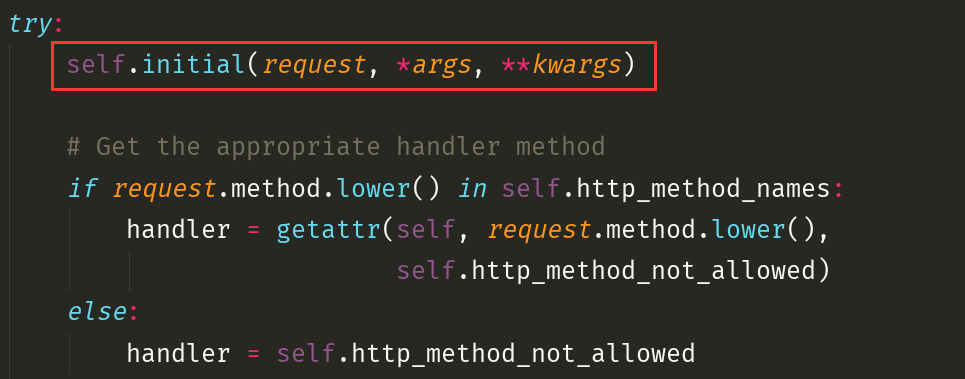 try:
self.initial(request, *args, **kwargs)
# Get the appropriate handler method
if request.method.lower() in self.http_method_names:
handler = getattr(self, request.method.lower(),
self.http_method_not_allowed)
else:
handler = self.http_method_not_allowed